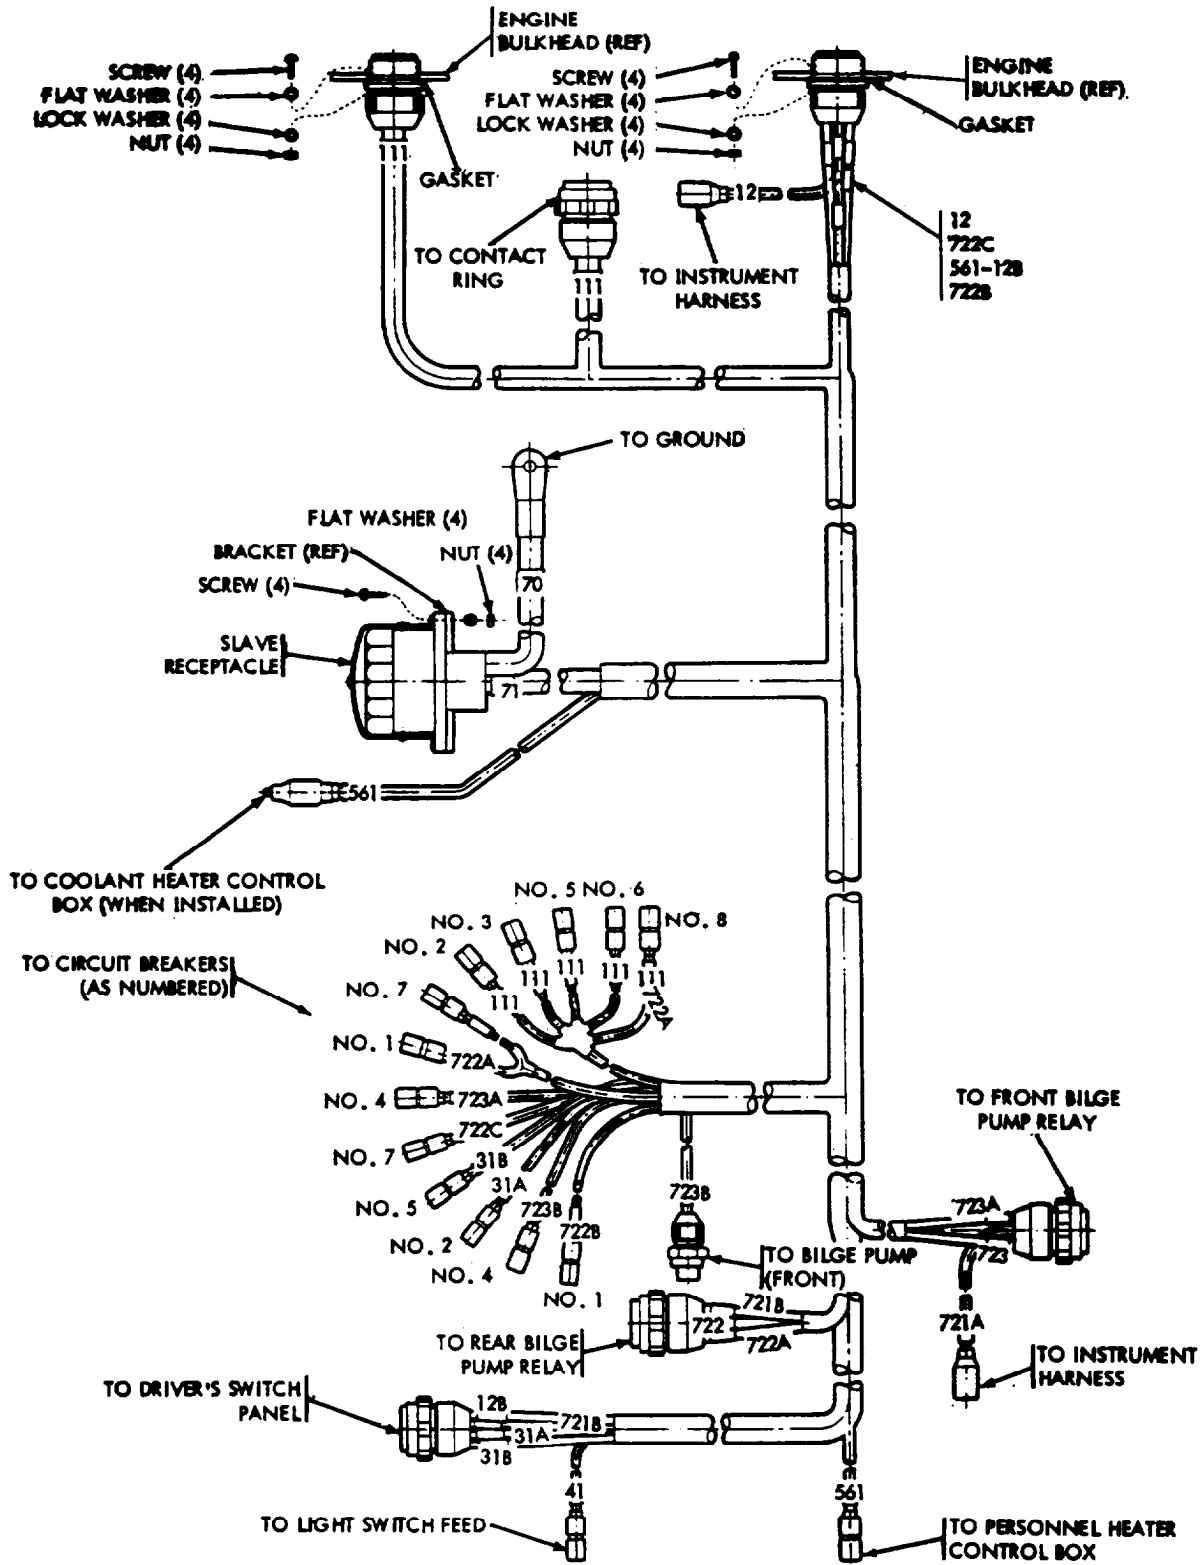 ENGINE
BULKHEAD (REF)
SCREW (4)
FLAT WASHER (4)
LOCK WASHER (4)
NUT (4)
111
GASKET
SCREW (4)
FLAT WASHER (4)
LOCK WASHER (4)
NUT (4)
ENGINE
BULKHEAD (REF)
GASKET
12
TO CONTACT
RING
111
TO INSTRUMENT
HARNESS
12
722C
561-12B
722B
TO GROUND
FLAT WASHER (4)
BRACKET (REF)
NUT (4)
SCREW (4)
70
SLAVE
RECEPTACLE
71
561
TO COOLANT HEATER CONTROL
BOX (WHEN INSTALLED)
TO CIRCUIT BREAKERS
(AS NUMBERED)
NO. 5
NO. 6
NO. 3
NO. 8
NO. 2
111
111
111
111
111
722A
NO. 7
NO. 1
722A
NO. 4
723A
NO. 7
722C
NO. 5
31B
NO. 2
31A
NO. 4
723B
NO. 1
722B
723B
TO BILGE PUMP
(FRONT)
TO FRONT BILGE
PUMP RELAY
723A
723
721A
TO INSTRUMENT
HARNESS
721B
722
722A
TO REAR BILGE
PUMP RELAY
TO DRIVER'S SWITCH
PANEL
12B
721B
31A
31B
41
TO LIGHT SWITCH FEED
561
TO PERSONNEL HEATER
CONTROL BOX